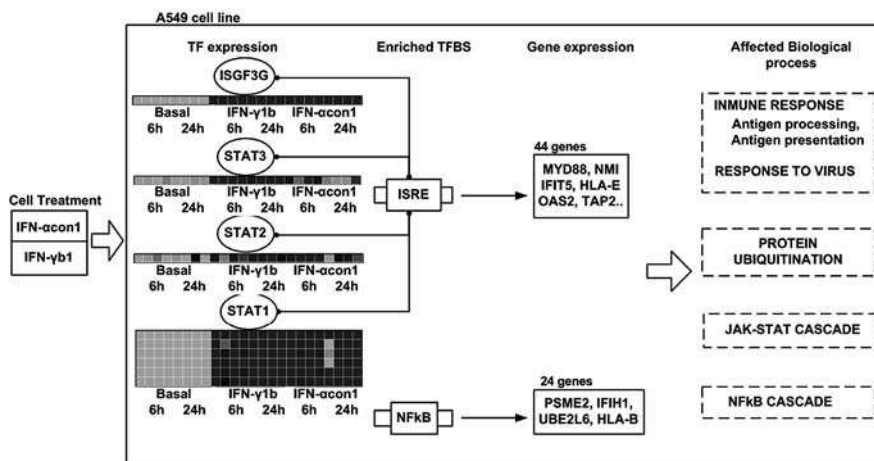 A549 cell line
TF expression
Enriched TFBS
Gene expression
Affected Biological
process
ISGF3G
Basal IFN-γ1b IFN-αcon1
6h 24h 6h 24h 6h 24h
STAT3
Basal IFN-γ1b IFN-αcon1
6h 24h 6h 24h 6h 24h
STAT2
Basal IFN-γ1b IFN-αcon1
6h 24h 6h 24h 6h 24h
STAT1
Basal IFN-γ1b IFN-αcon1
6h 24h 6h 24h 6h 24h
Cell Treatment
IFN-αcon1
IFN-γb1
ISRE
NFkB
44 genes
MYD88, NMI
IFIT5, HLA-E
OAS2, TAP2..
24 genes
PSME2, IFIH1,
UBE2L6, HLA-B
INMUNE RESPONSE
Antigen processing,
Antigen presentation
RESPONSE TO VIRUS
PROTEIN
UBIQUITINATION
JAK-STAT CASCADE
NFkB CASCADE